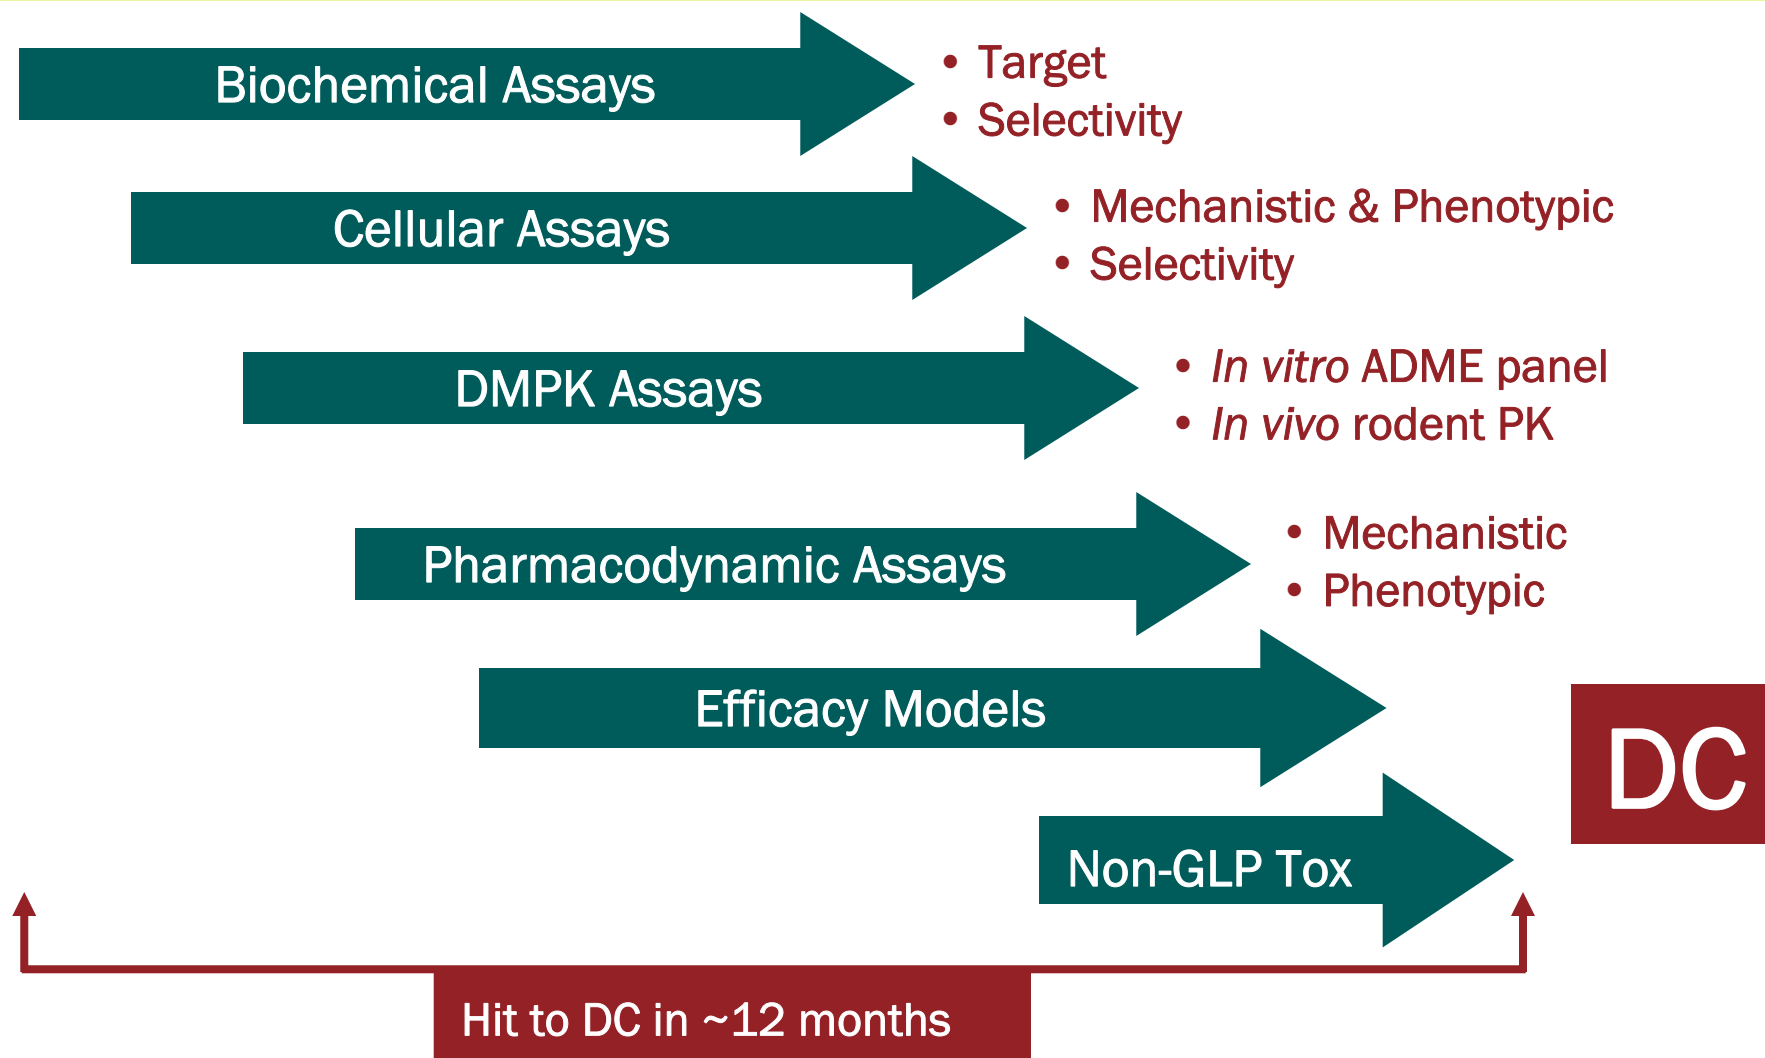 Biochemical Assays
• Target
• Selectivity
Cellular Assays
• Mechanistic & Phenotypic
• Selectivity
DMPK Assays
• In vitro ADME panel
• In vivo rodent PK
Pharmacodynamic Assays
• Mechanistic
• Phenotypic
Efficacy Models
DC
Non-GLP Tox
Hit to DC in ~12 months